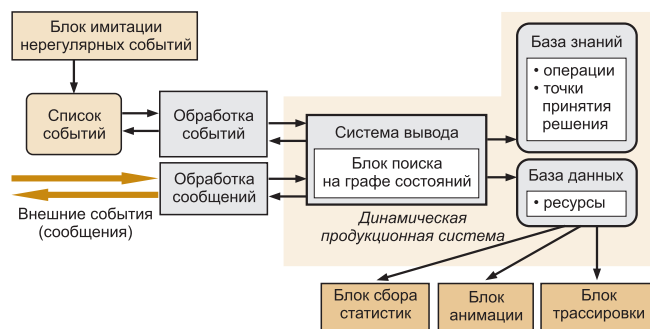 Блок имитации
нерегулярных событий
Список
событий
Обработка
событий
Обработка
сообщений
Внешние события
(сообщения)
Система вывода
Блок поиска
на графе состояний
Динамическая
продукционная система
База знаний
• операции
• точки
принятия
решения
База данных
• ресурсы
Блок сбора
статистик
Блок
анимации
Блок
трассировки